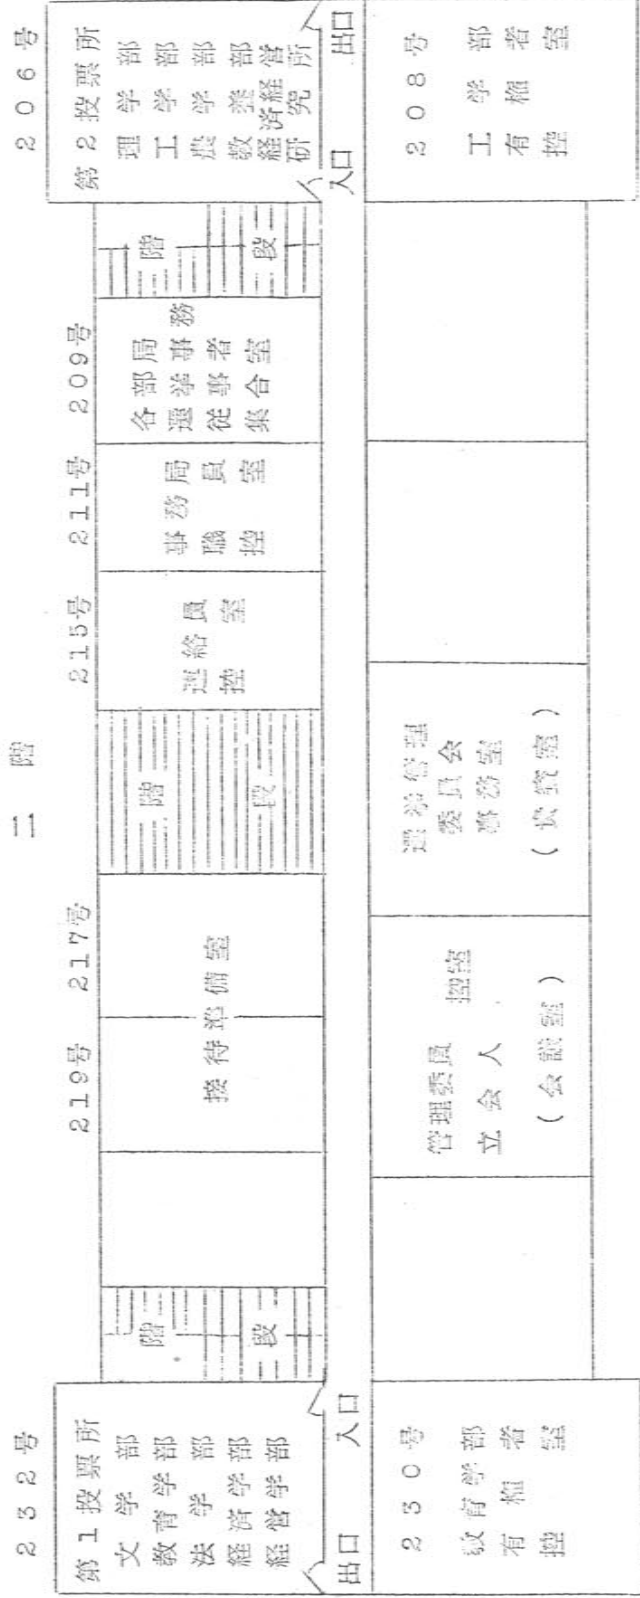 二階
232号
第1投票所
文学部
教育学部
法学部
経済学部
経営学部
出口
入口
230号
教育学部
有権者
控室
階段
219号
217号
接待準備室
管理委員
立会人
控室
(会議室)
階段
選挙管理
委員会
事務室
215号
連絡員
控室
211号
事務局
職員
控室
209号
各部局
選挙事務
従事者
集合室
階段
206号
第2投票所
理学部
工学部
農学部
教養部
経済経営
研究所
入口
出口
208号
工学部
有権者
控室